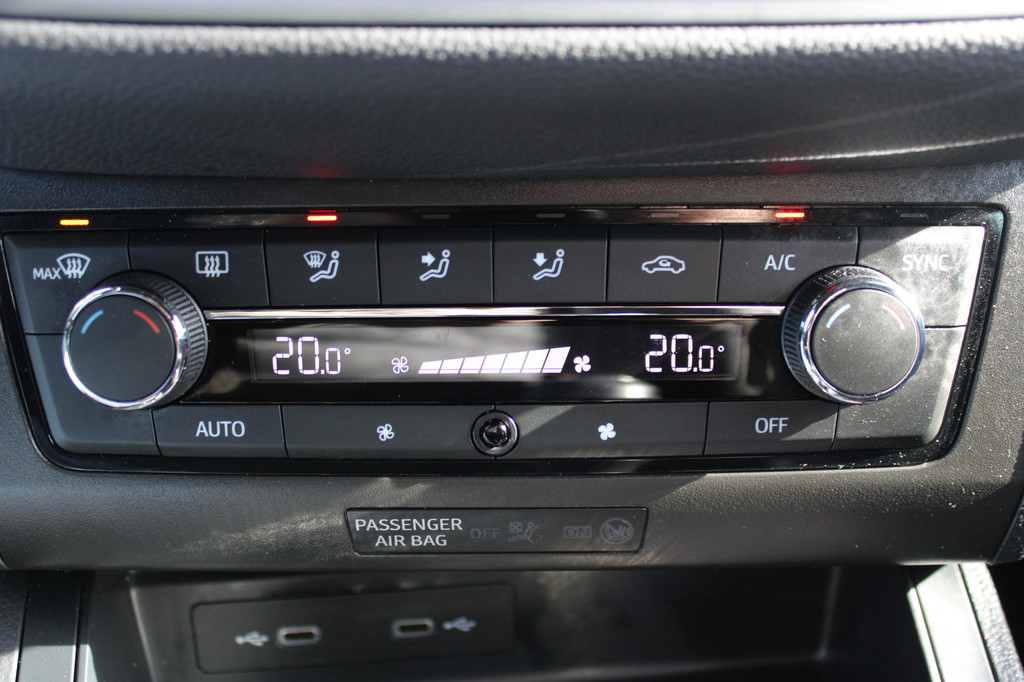 MAX
A/C
SYNC
20.0°
20.0°
AUTO
OFF
PASSENGER OFF ON
AIR BAG